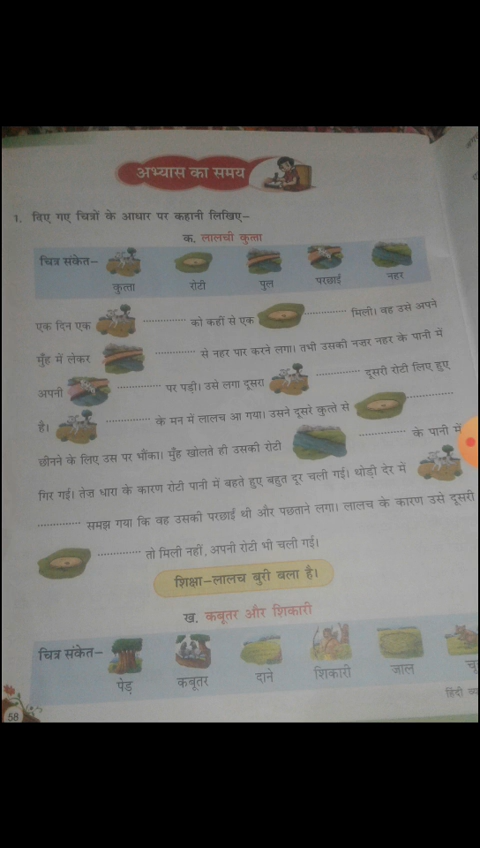 अभ्यास का समय
1. दिए गए चित्रों के आधार पर कहानी लिखिए–
क. लालची कुत्ता
चित्र संकेत–
कुत्ता रोटी पुल परछाई नहर
एक दिन एक ............ को कहीं से एक ............ मिली। वह उसे अपने
मुँह में लेकर ............ से नहर पार करने लगा। तभी उसकी नज़र नहर के पानी में
अपनी ............ पर पड़ी। उसे लगा दूसरा ............ दूसरी रोटी लिए हुए
है। ............ के मन में लालच आ गया। उसने दूसरे कुत्ते से ............
छीनने के लिए उस पर भौंका। मुँह खोलते ही उसकी रोटी ............ के पानी में
गिर गई। तेज़ धारा के कारण रोटी पानी में बहते हुए बहुत दूर चली गई। थोड़ी देर में
............ समझ गया कि वह उसकी परछाई थी और पछताने लगा। लालच के कारण उसे दूसरी
............ तो मिली नहीं, अपनी रोटी भी चली गई।
शिक्षा–लालच बुरी बला है।
ख. कबूतर और शिकारी
चित्र संकेत–
पेड़ कबूतर दाने शिकारी जाल
हिंदी
58